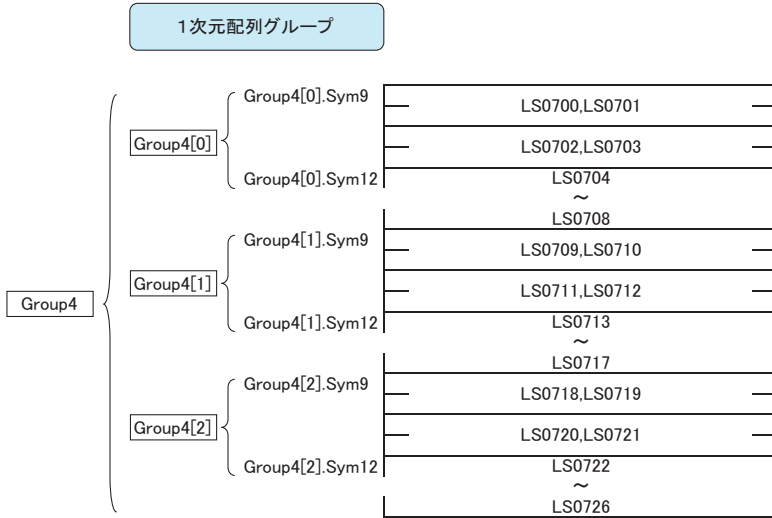 1次元配列グループ
Group4[0].Sym9
LS0700,LS0701
Group4[0]
LS0702,LS0703
Group4[0].Sym12
LS0704
～
LS0708
Group4[1].Sym9
LS0709,LS0710
Group4[1]
LS0711,LS0712
Group4
Group4[1].Sym12
LS0713
～
LS0717
Group4[2].Sym9
LS0718,LS0719
Group4[2]
LS0720,LS0721
Group4[2].Sym12
LS0722
～
LS0726